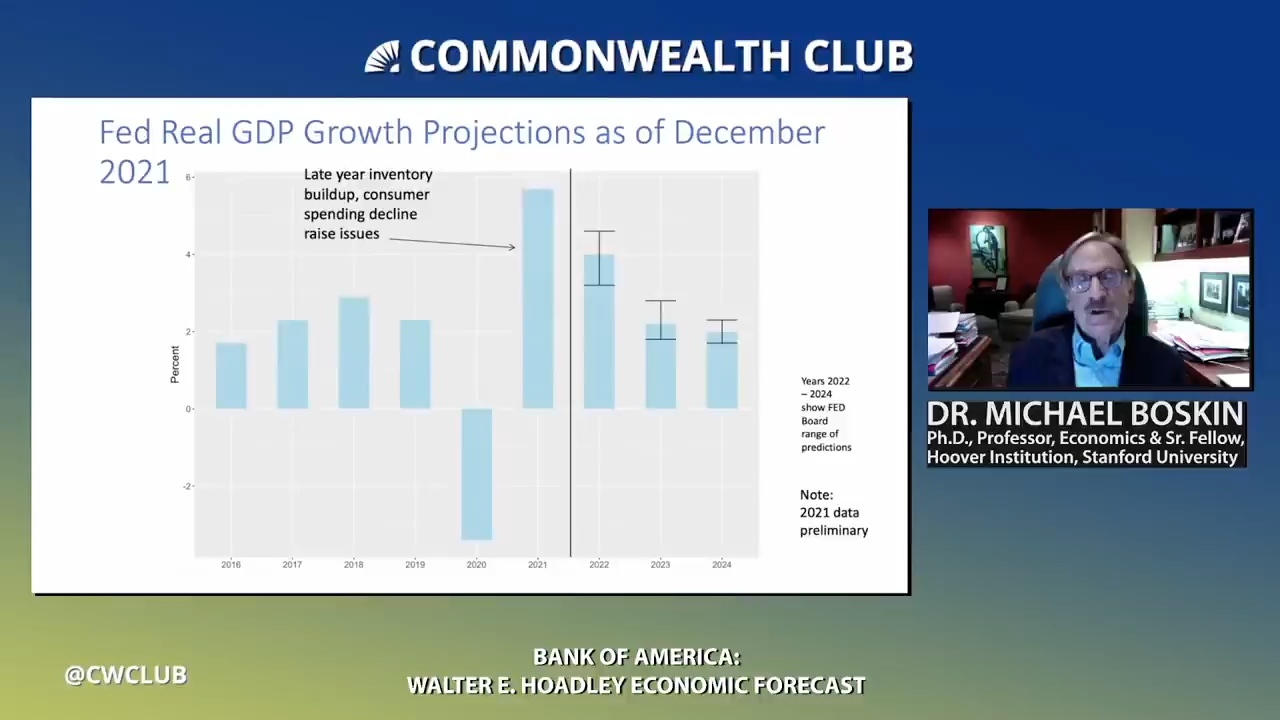 COMMONWEALTH CLUB
Fed Real GDP Growth Projections as of December
2021
Late year inventory
buildup, consumer
spending decline
raise issues
6
4
2
0
-2
Percent
2016 2017 2018 2019 2020 2021 2022 2023 2024
Years 2022
– 2024
show FED
Board
range of
predictions
Note:
2021 data
preliminary
DR. MICHAEL BOSKIN
Ph.D., Professor, Economics & Sr. Fellow,
Hoover Institution, Stanford University
@CWCLUB
BANK OF AMERICA:
WALTER E. HOADLEY ECONOMIC FORECAST